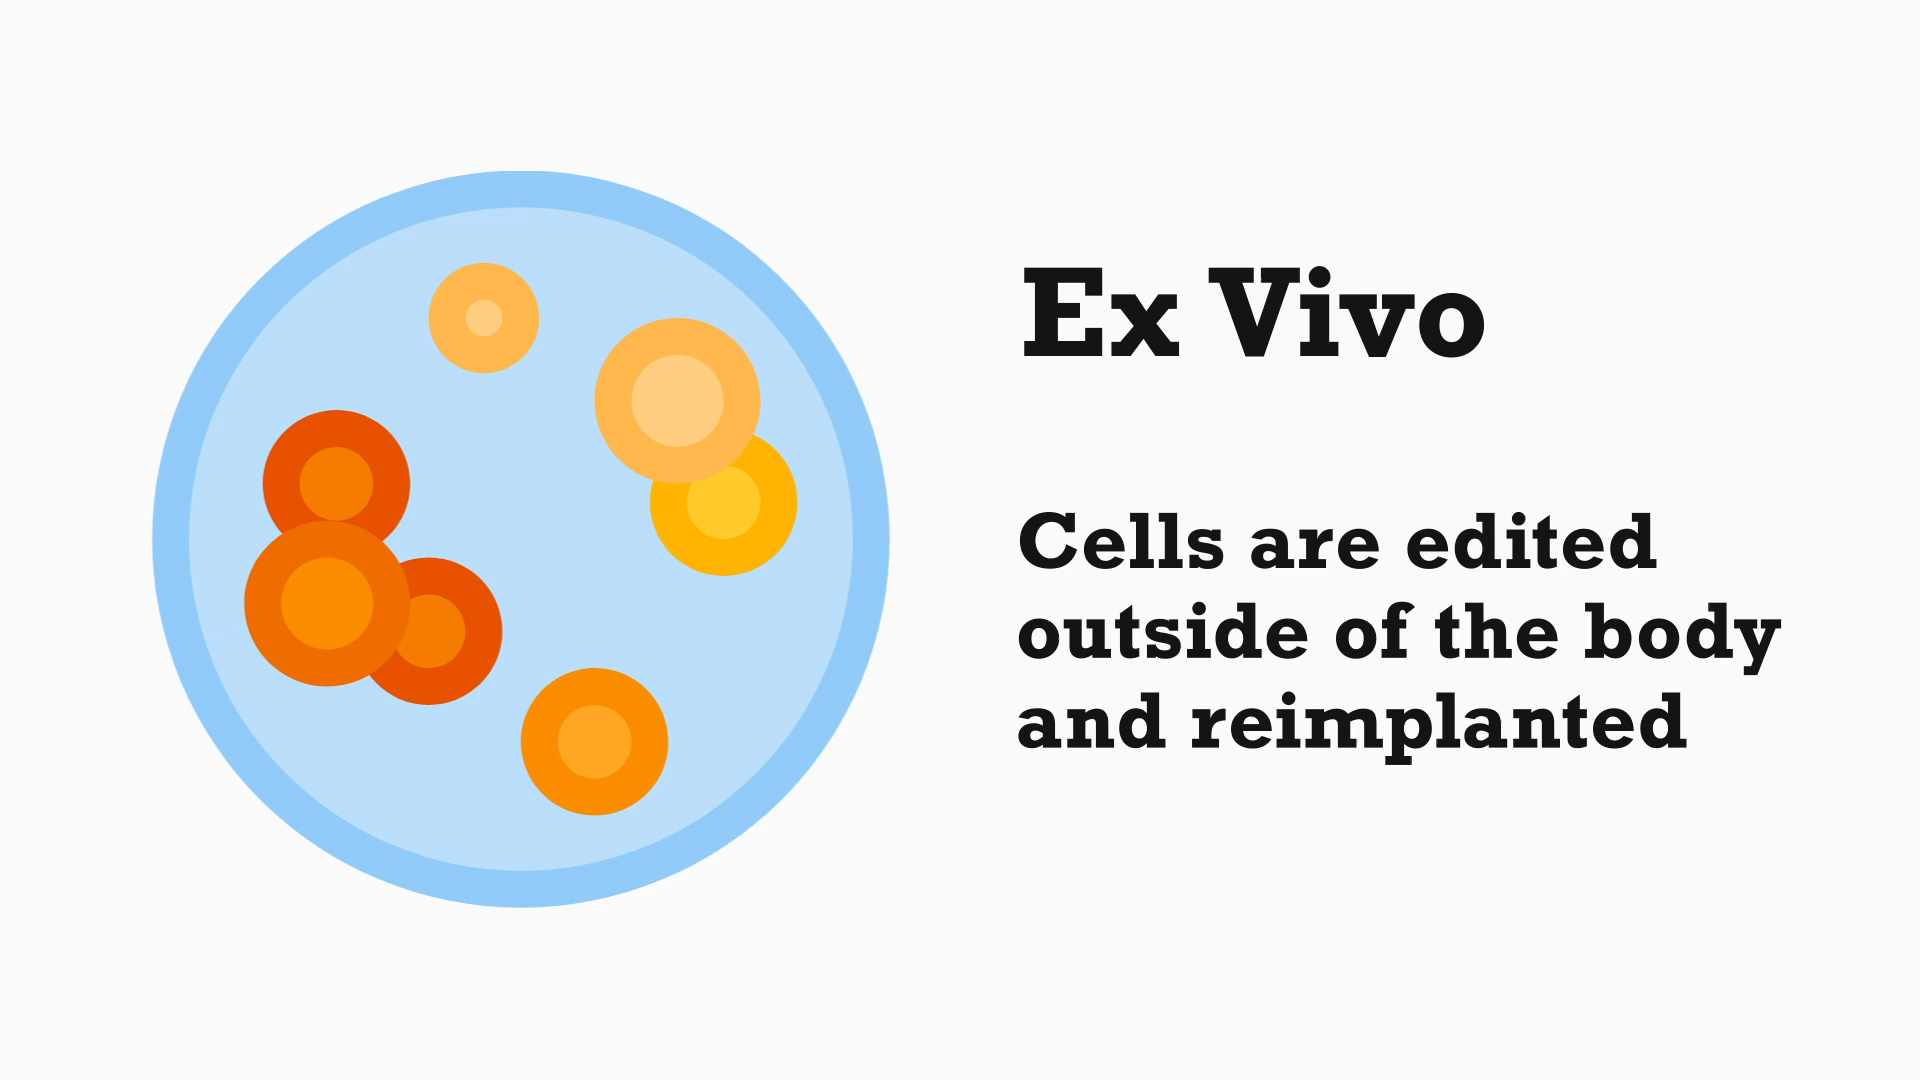 Ex Vivo
Cells are edited
outside of the body
and reimplanted